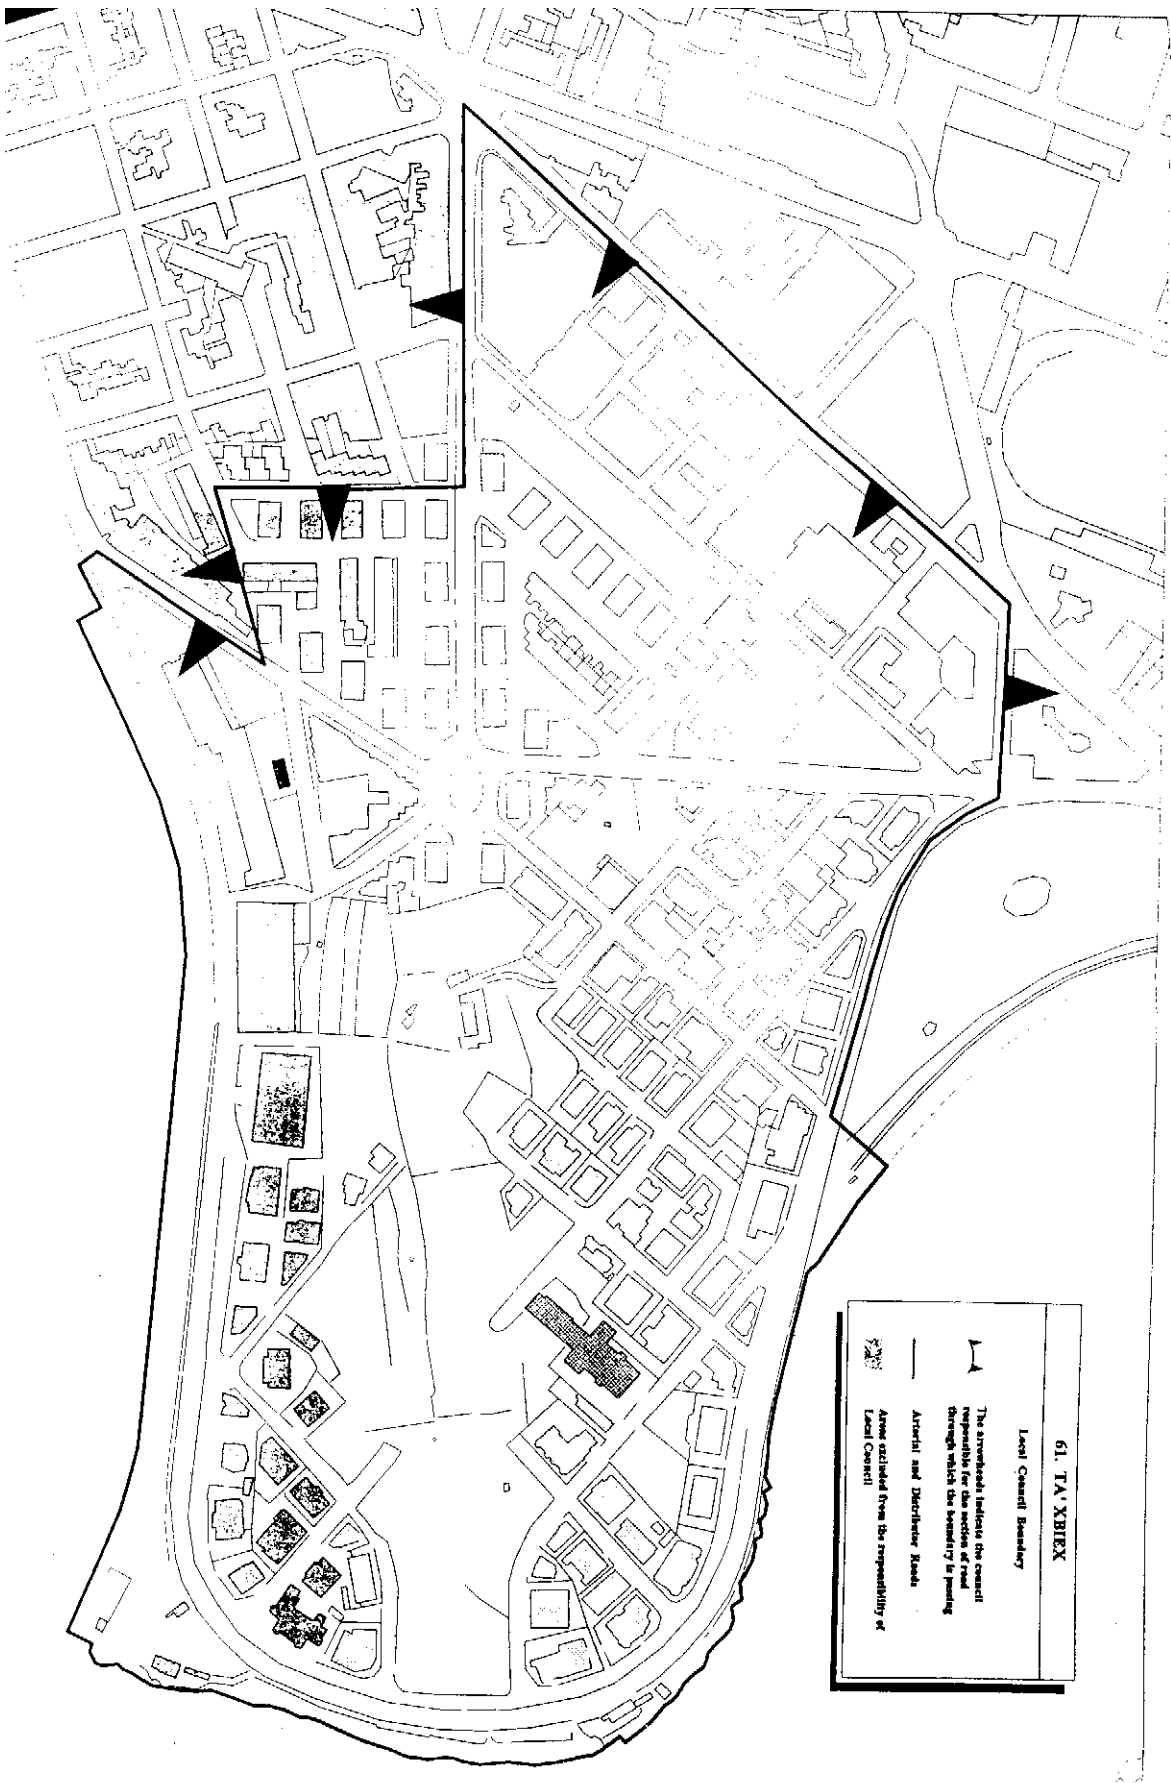 61. TA' XBIEX
Local Council Boundary
The arrowheads indicate the council
responsible for the section of road
through which the boundary is passing
Arterial and Distributor Roads
Areas excluded from the responsibility of
Local Council